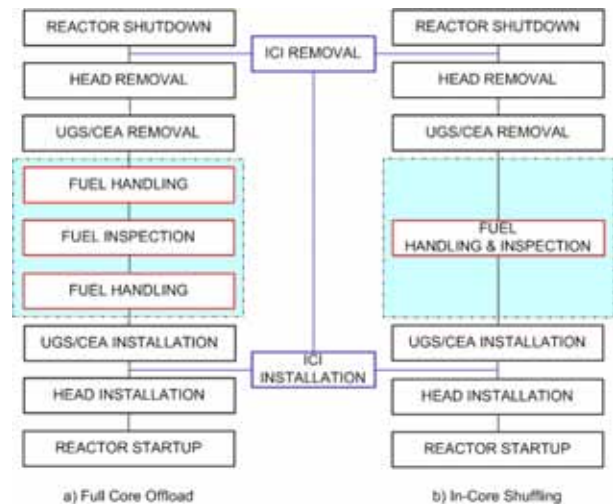 REACTOR SHUTDOWN
HEAD REMOVAL
UGS/CEA REMOVAL
FUEL HANDLING
FUEL INSPECTION
FUEL HANDLING
UGS/CEA INSTALLATION
HEAD INSTALLATION
REACTOR STARTUP
a) Full Core Offload
ICI REMOVAL
ICI
INSTALLATION
REACTOR SHUTDOWN
HEAD REMOVAL
UGS/CEA REMOVAL
FUEL
HANDLING & INSPECTION
UGS/CEA INSTALLATION
HEAD INSTALLATION
REACTOR STARTUP
b) In-Core Shuffling